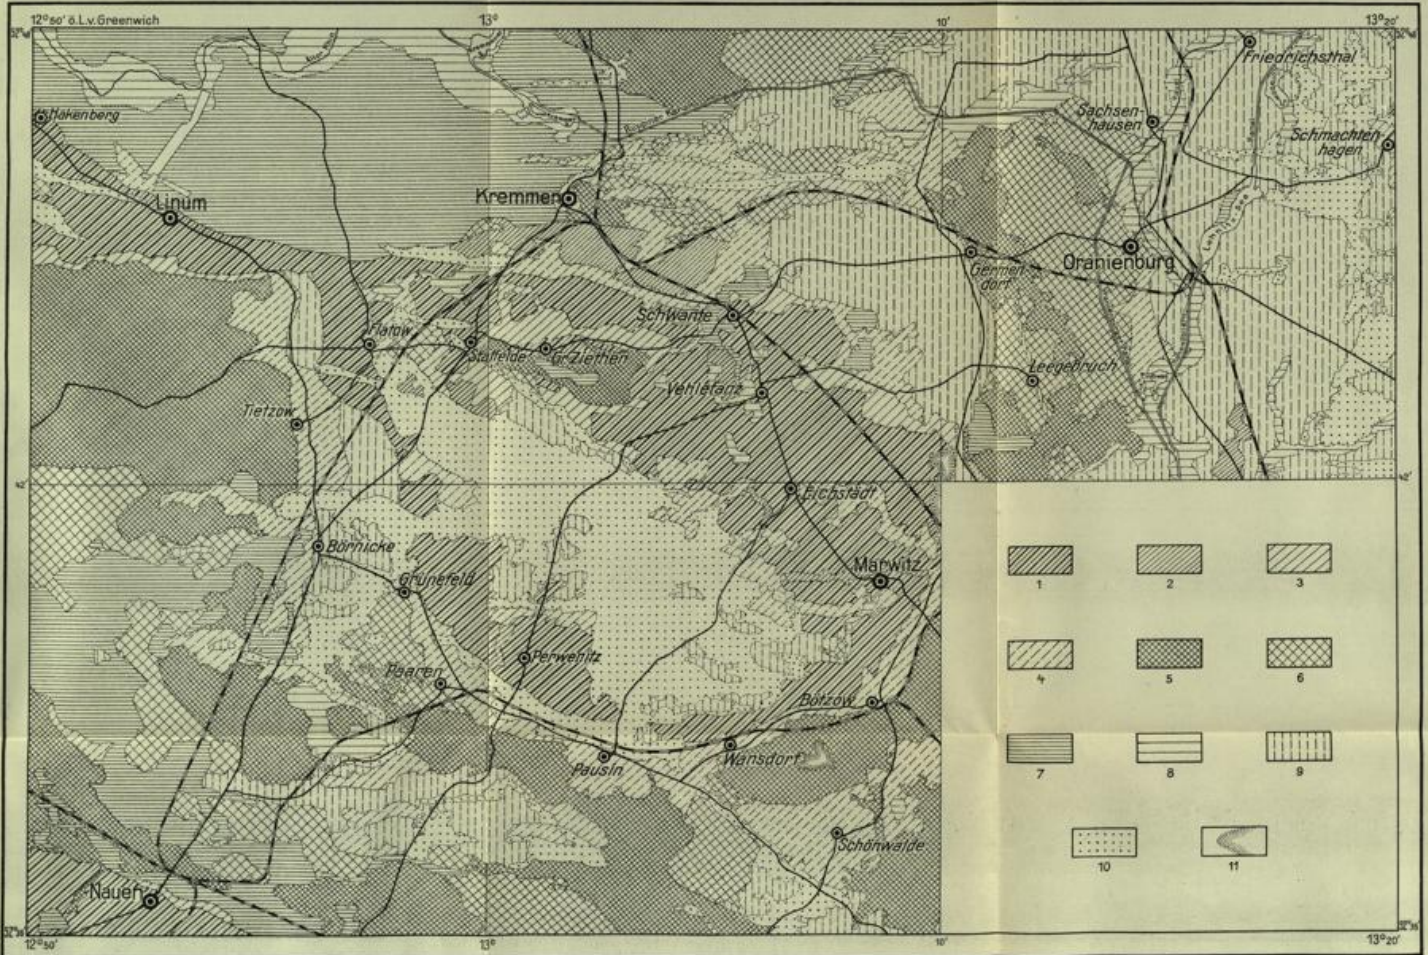 12°50' ö.L.v.Greenwich
13°
10'
13°20'
Friedrichsthal
Hakenberg
Sachsen-
hausen
Schmachten-
hagen
Kremmen
Linum
Oranienburg
Germen
dorf
Schwante
Flatow
Staffelde
Gr.Ziethen
Vehlefanz
Leegebruch
Tietzow
Eichstädt
Börnicke
Marwitz
Grünefeld
Perwenitz
Paaren
Bötzow
Pausin
Wansdorf
Schönwalde
Nauen
1
2
3
4
5
6
7
8
9
10
11
12°50'
13°
10'
13°20'